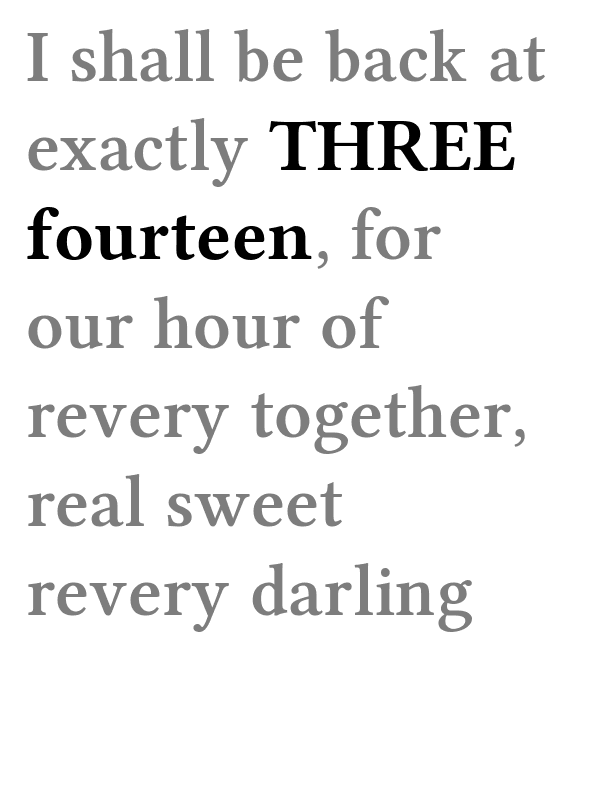 I shall be back at
exactly THREE
fourteen, for
our hour of
revery together,
real sweet
revery darling